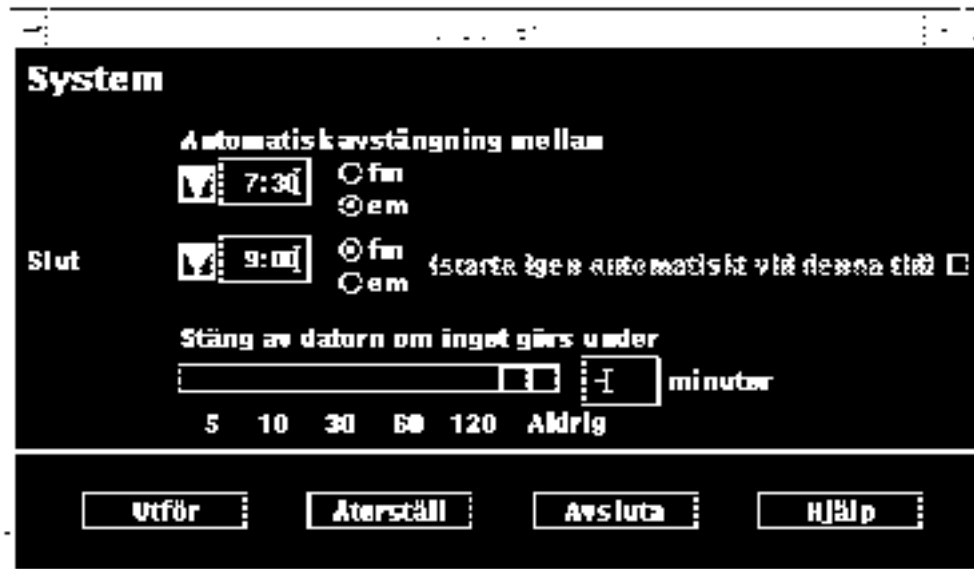 System
Automatisk avstängning mellan
7:30 fm
em
Slut 9:00 fm (starta igen automatiskt vid denna tid)
em
Stäng av datorn om inget görs under
- minuter
5 10 30 60 120 Aldrig
Utför Återställ Avsluta Hjälp